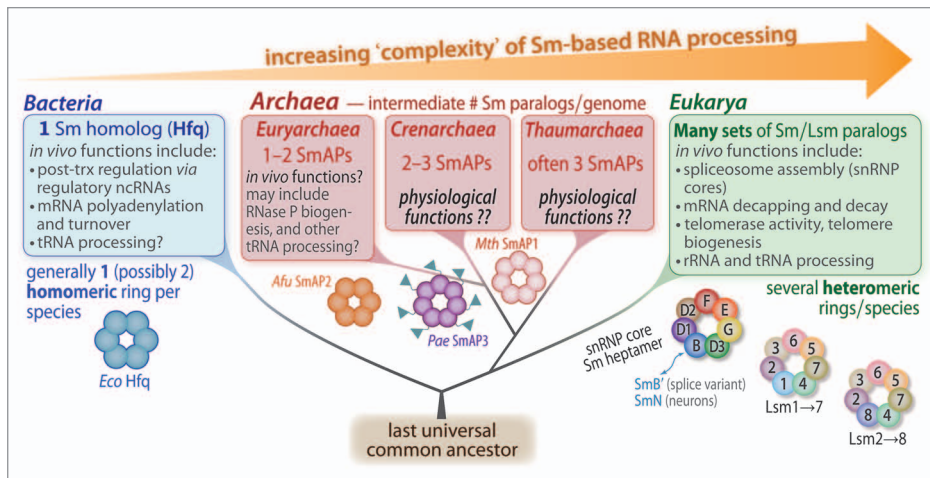 increasing 'complexity' of Sm-based RNA processing
Bacteria
1 Sm homolog (Hfq)
in vivo functions include:
• post-trx regulation via
regulatory ncRNAs
• mRNA polyadenylation
and turnover
• tRNA processing?
generally 1 (possibly 2)
homomeric ring per
species
Eco Hfq
Archaea — intermediate # Sm paralogs/genome
Euryarchaea
1–2 SmAPs
in vivo functions?
may include
RNase P biogen-
esis, and other
tRNA processing?
Afu SmAP2
Crenarchaea
2–3 SmAPs
physiological
functions ??
Pae SmAP3
Mth SmAP1
Thaumarchaea
often 3 SmAPs
physiological
functions ??
Eukarya
Many sets of Sm/Lsm paralogs
in vivo functions include:
• spliceosome assembly (snRNP
cores)
• mRNA decapping and decay
• telomerase activity, telomere
biogenesis
• rRNA and tRNA processing
several heteromeric
rings/species
snRNP core
Sm heptamer
D2 F E
D1 G
B D3
SmB' (splice variant)
SmN (neurons)
3 6 5
2 7
1 4
Lsm1→7
3 6 5
2 7
8 4
Lsm2→8
last universal
common ancestor